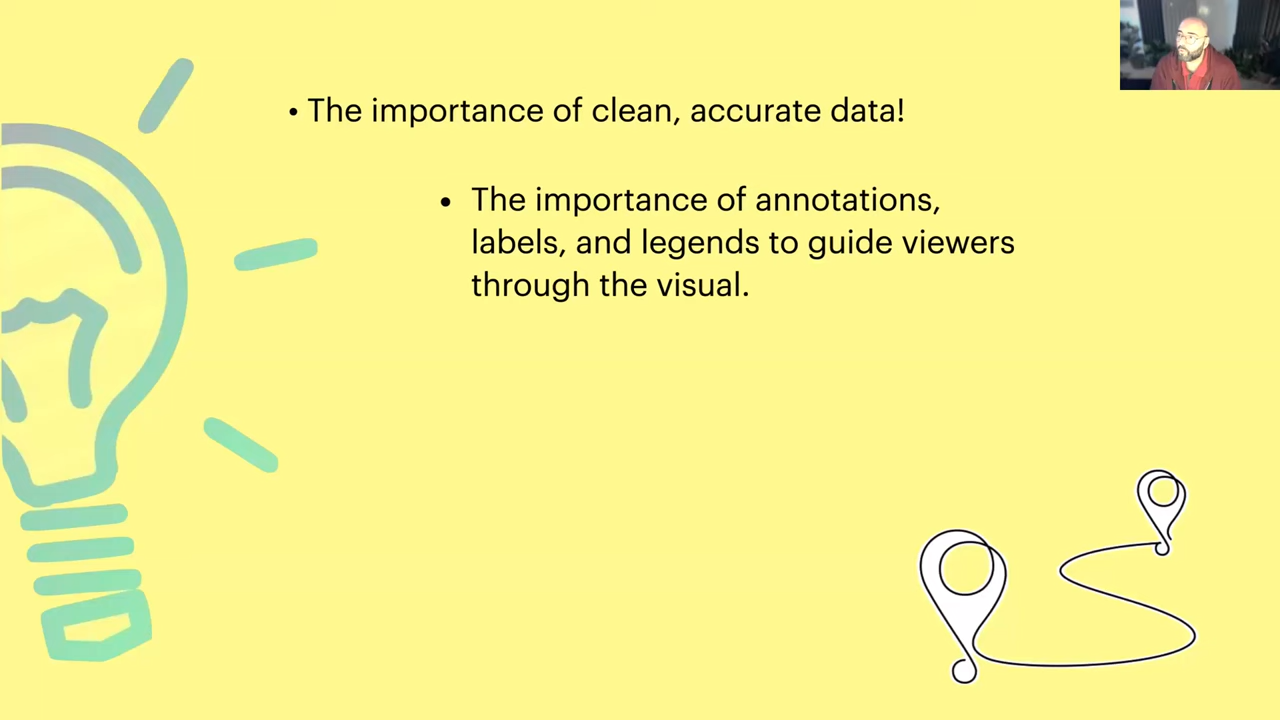 • The importance of clean, accurate data!
• The importance of annotations,
labels, and legends to guide viewers
through the visual.